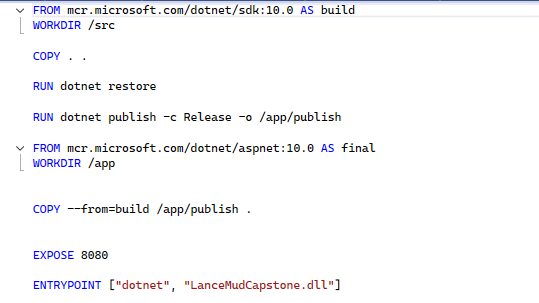 FROM mcr.microsoft.com/dotnet/sdk:10.0 AS build
WORKDIR /src
COPY . .
RUN dotnet restore
RUN dotnet publish -c Release -o /app/publish
FROM mcr.microsoft.com/dotnet/aspnet:10.0 AS final
WORKDIR /app
COPY --from=build /app/publish .
EXPOSE 8080
ENTRYPOINT ["dotnet", "LanceMudCapstone.dll"]